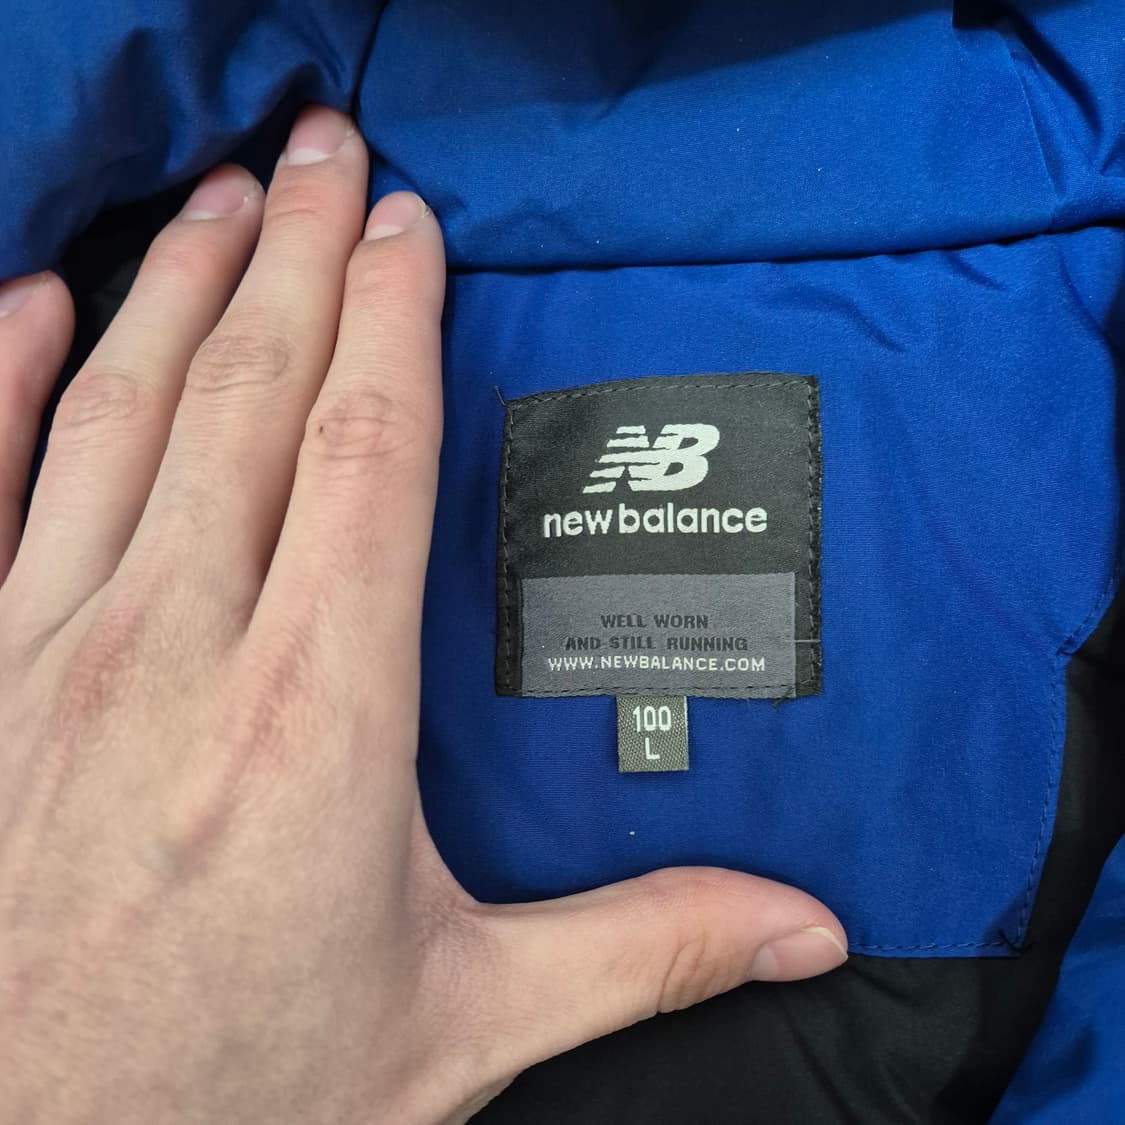 NB
new balance
WELL WORN
AND STILL RUNNING
WWW.NEWBALANCE.COM
100
L